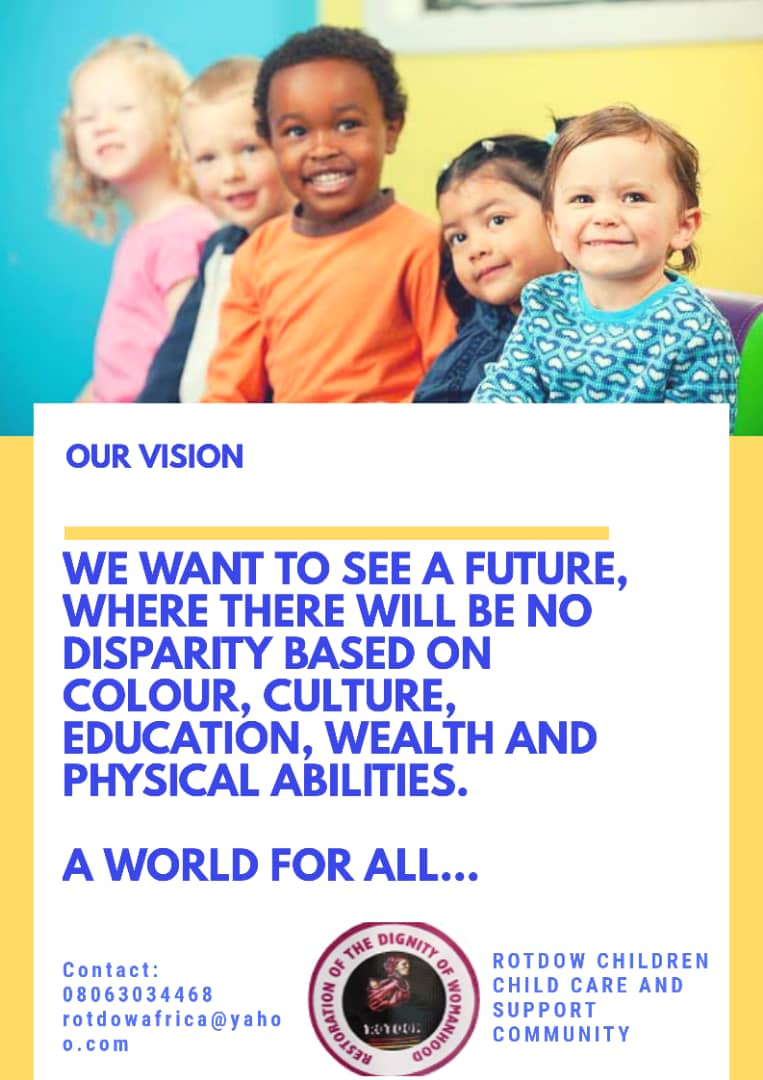 OUR VISION
WE WANT TO SEE A FUTURE,
WHERE THERE WILL BE NO
DISPARITY BASED ON
COLOUR, CULTURE,
EDUCATION, WEALTH AND
PHYSICAL ABILITIES.
A WORLD FOR ALL...
Contact:
08063034468
rotdowafrica@yaho
o.com
RESTORATION OF THE DIGNITY OF WOMANHOOD
ROTDOW
ROTDOW CHILDREN
CHILD CARE AND
SUPPORT
COMMUNITY